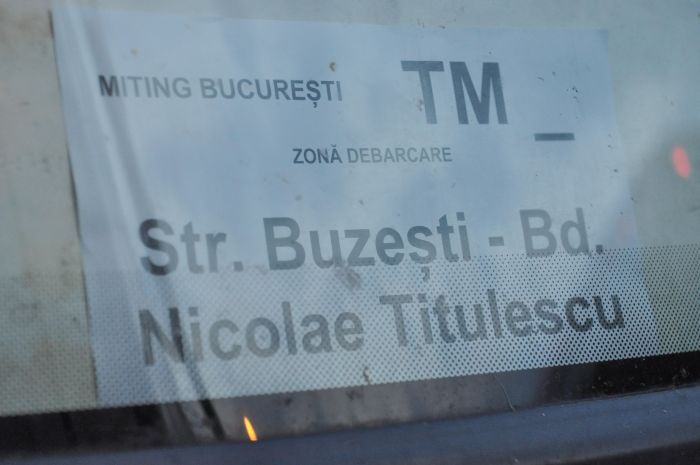 MITING BUCUREȘTI TM _
ZONĂ DEBARCARE
Str. Buzești - Bd.
Nicolae Titulescu